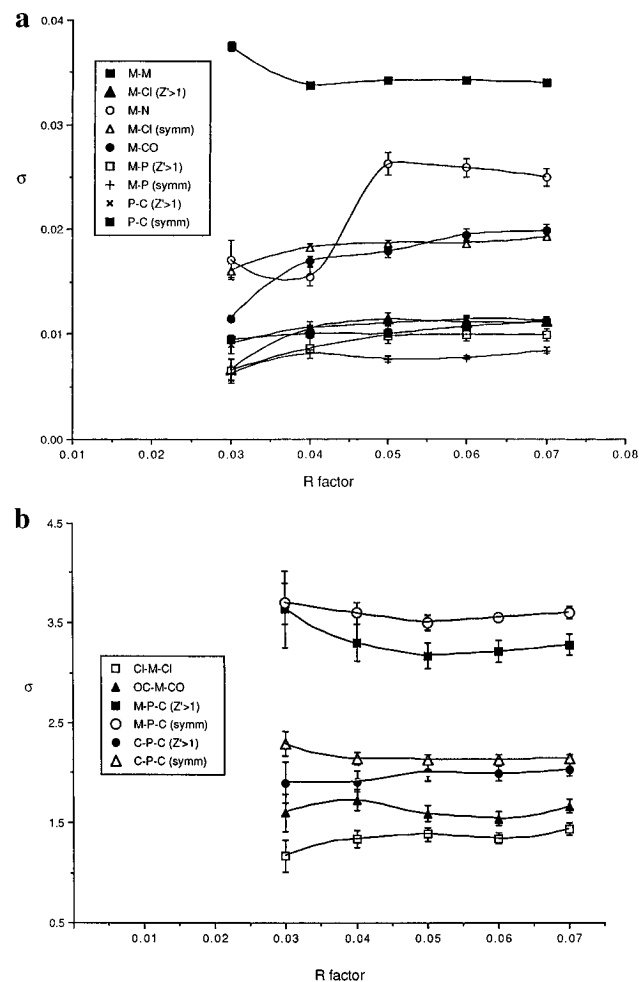 a
0.04
0.03
0.02
0.01
0.00
σ
M-M
M-Cl (Z'>1)
M-N
M-Cl (symm)
M-CO
M-P (Z'>1)
M-P (symm)
P-C (Z'>1)
P-C (symm)
0.01 0.02 0.03 0.04 0.05 0.06 0.07 0.08
R factor
b
4.5
3.5
2.5
1.5
0.5
σ
Cl-M-Cl
OC-M-CO
M-P-C (Z'>1)
M-P-C (symm)
C-P-C (Z'>1)
C-P-C (symm)
0.01 0.02 0.03 0.04 0.05 0.06 0.07
R factor